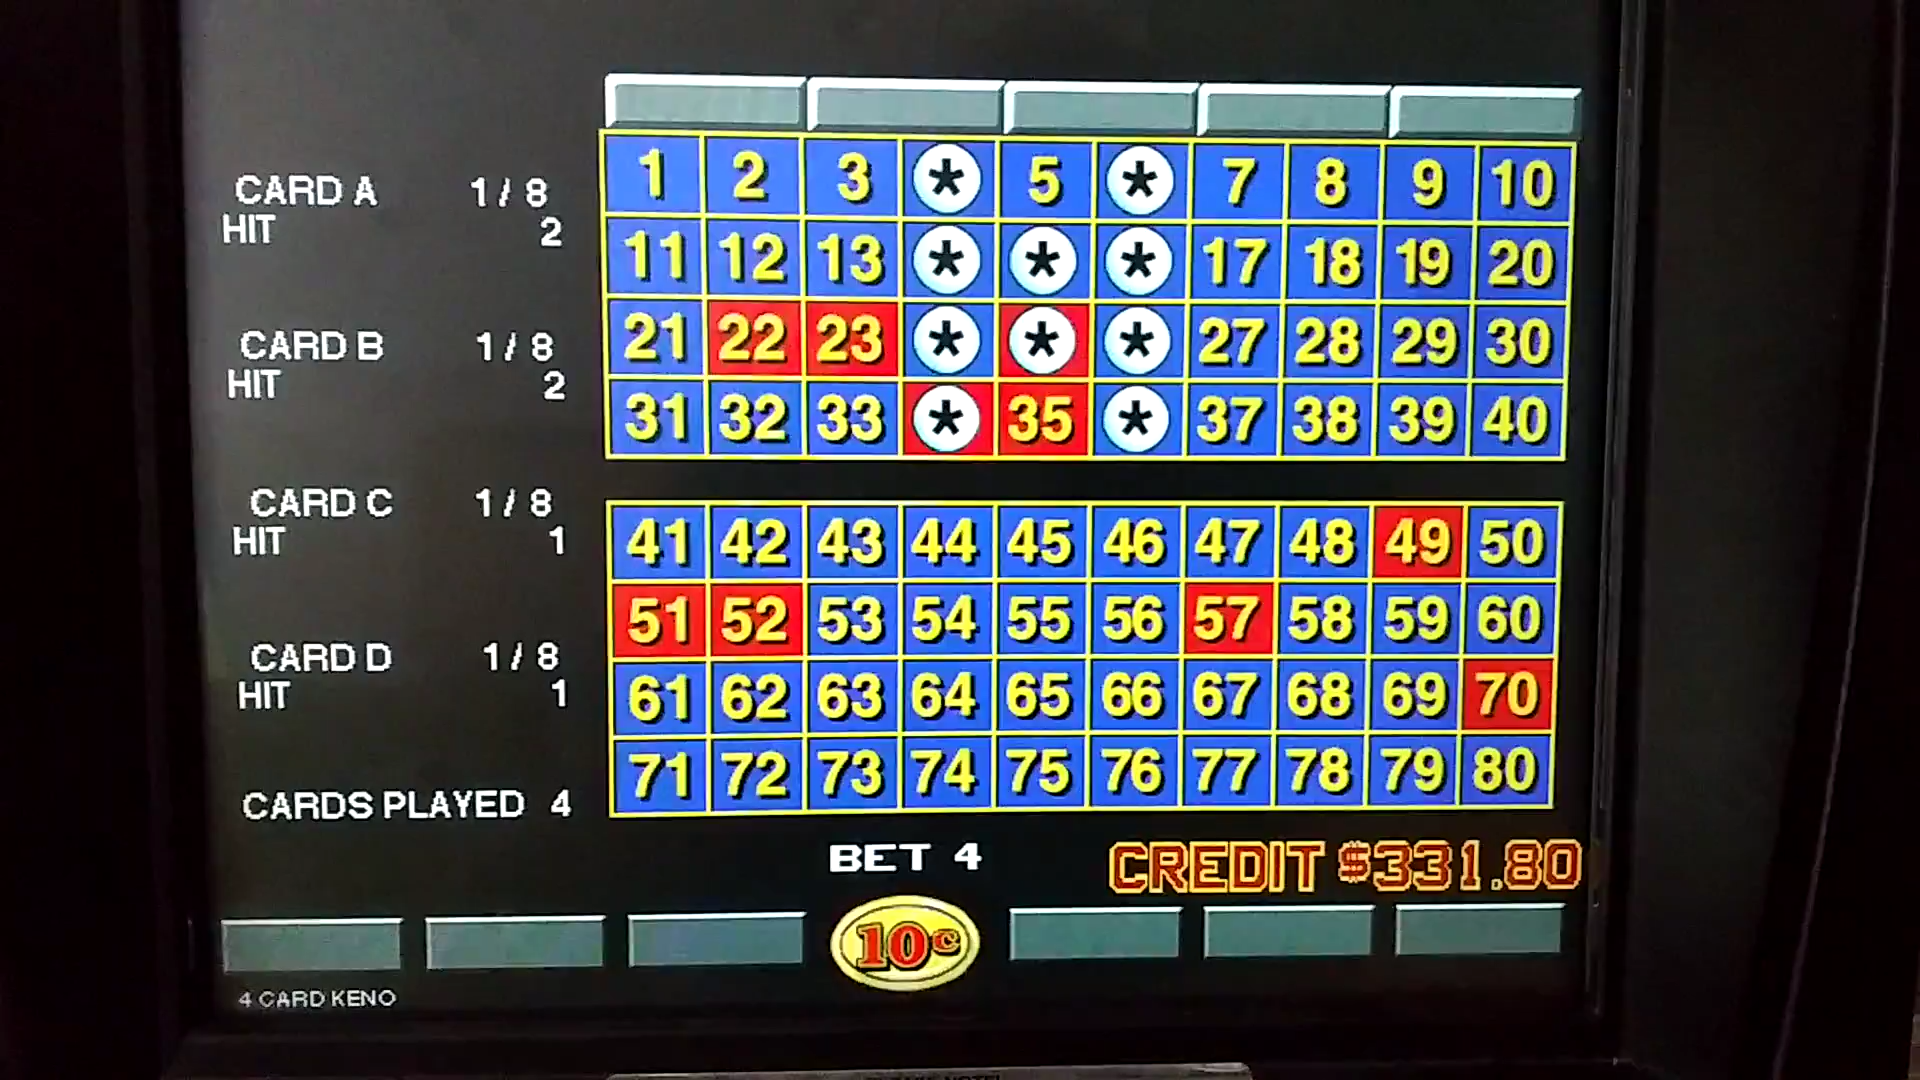 CARD A 1 / 8
HIT 2
CARD B 1 / 8
HIT 2
CARD C 1 / 8
HIT 1
CARD D 1 / 8
HIT 1
CARDS PLAYED 4
1 2 3 * 5 * 7 8 9 10
11 12 13 * * * 17 18 19 20
21 22 23 * * * 27 28 29 30
31 32 33 * 35 * 37 38 39 40
41 42 43 44 45 46 47 48 49 50
51 52 53 54 55 56 57 58 59 60
61 62 63 64 65 66 67 68 69 70
71 72 73 74 75 76 77 78 79 80
BET 4
CREDIT $331.80
10¢
4 CARD KENO